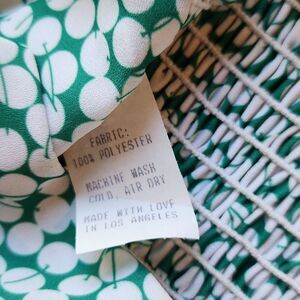 FABRIC:
100% POLYESTER
MACHINE WASH
COLD, AIR DRY
MADE WITH LOVE
IN LOS ANGELES